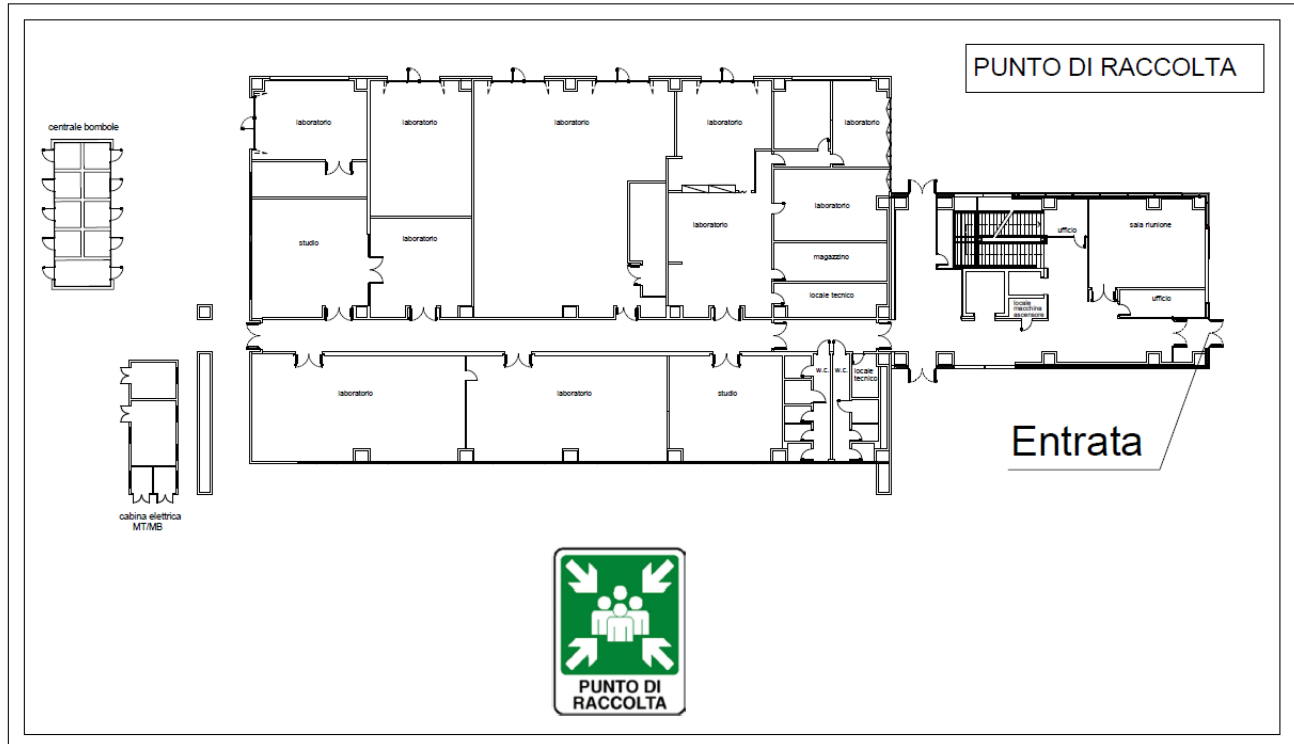 PUNTO DI RACCOLTA
centrale bombole
laboratorio
laboratorio
laboratorio
laboratorio
laboratorio
laboratorio
studio
laboratorio
laboratorio
magazzino
locale tecnico
ufficio
sala riunione
ufficio
locale
macchina
ascensore
laboratorio
laboratorio
studio
w.c.
w.c.
locale
tecnico
Entrata
cabina elettrica
MT/MB
PUNTO DI
RACCOLTA